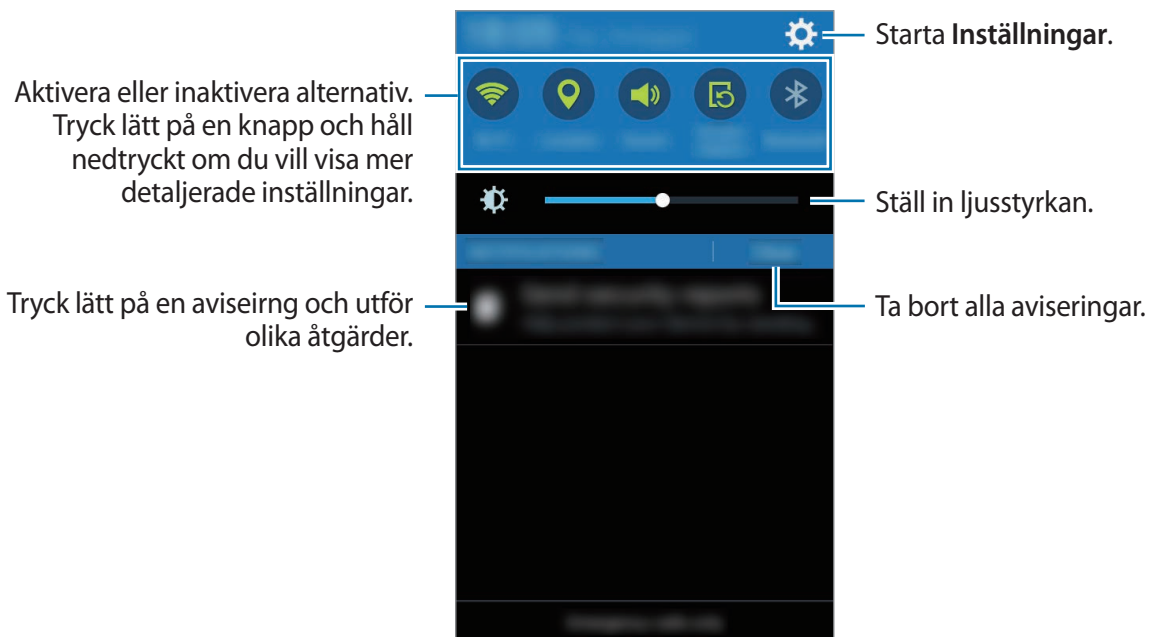 Starta Inställningar.
Aktivera eller inaktivera alternativ.
Tryck lätt på en knapp och håll
nedtryckt om du vill visa mer
detaljerade inställningar.
Ställ in ljusstyrkan.
Tryck lätt på en aviseirng och utför
olika åtgärder.
Ta bort alla aviseringar.